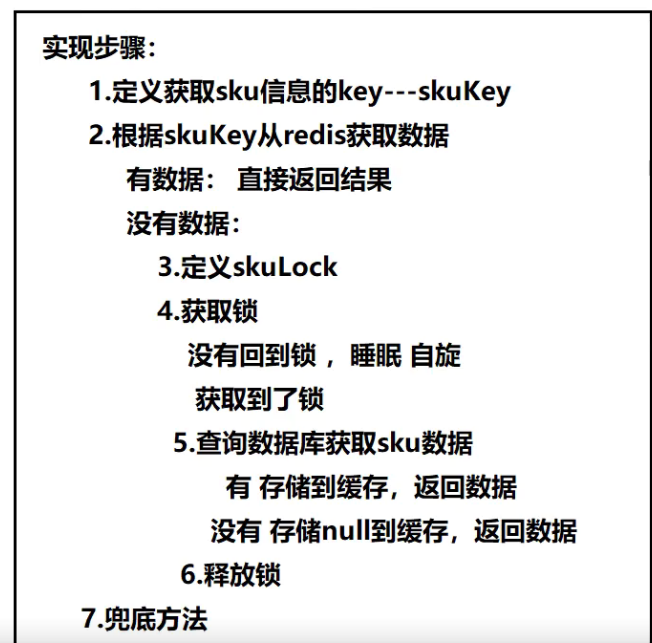 实现步骤：
1.定义获取sku信息的key---skuKey
2.根据skuKey从redis获取数据
有数据： 直接返回结果
没有数据：
3.定义skuLock
4.获取锁
没有回到锁 ，睡眠 自旋
获取到了锁
5.查询数据库获取sku数据
有 存储到缓存，返回数据
没有 存储null到缓存，返回数据
6.释放锁
7.兜底方法